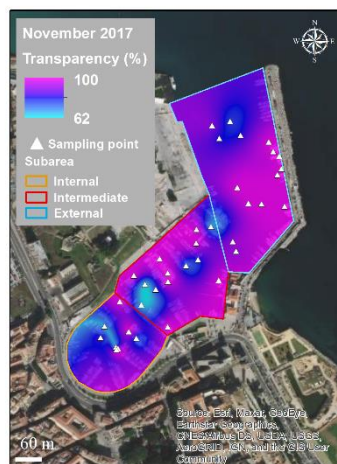 November 2017
Transparency (%)
100
62
Sampling point
Subarea
Internal
Intermediate
External
N
W
E
S
60 m
Source: Esri, Maxar, GeoEye,
Earthstar Geographics,
CNES/Airbus DS, USDA, USGS,
AeroGRID, IGN, and the GIS User
Community